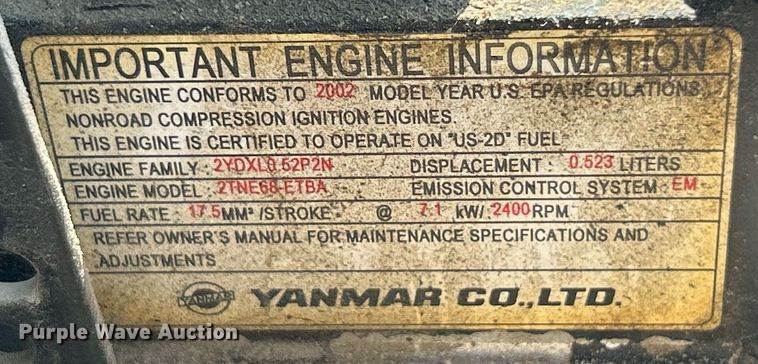 IMPORTANT ENGINE INFORMATION
THIS ENGINE CONFORMS TO 2002 MODEL YEAR U.S. EPA REGULATIONS
NONROAD COMPRESSION IGNITION ENGINES.
THIS ENGINE IS CERTIFIED TO OPERATE ON "US-2D" FUEL
ENGINE FAMILY : 2YDXL0.52P2N DISPLACEMENT : 0.523 LITERS
ENGINE MODEL : 2TNE68-ETBA EMISSION CONTROL SYSTEM : EM
FUEL RATE : 17.5 MM³ /STROKE @ 7.1 kW/ 2400 RPM
REFER OWNER'S MANUAL FOR MAINTENANCE SPECIFICATIONS AND
ADJUSTMENTS
YANMAR YANMAR CO.,LTD.
Purple Wave Auction